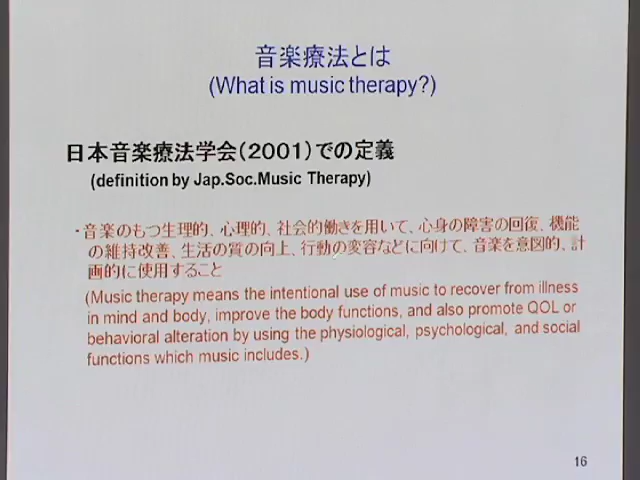 音楽療法とは
(What is music therapy?)
日本音楽療法学会(2001)での定義
(definition by Jap.Soc.Music Therapy)
・音楽のもつ生理的、心理的、社会的働きを用いて、心身の障害の回復、機能
の維持改善、生活の質の向上、行動の変容などに向けて、音楽を意図的、計
画的に使用すること
(Music therapy means the intentional use of music to recover from illness
in mind and body, improve the body functions, and also promote QOL or
behavioral alteration by using the physiological, psychological, and social
functions which music includes.)
16